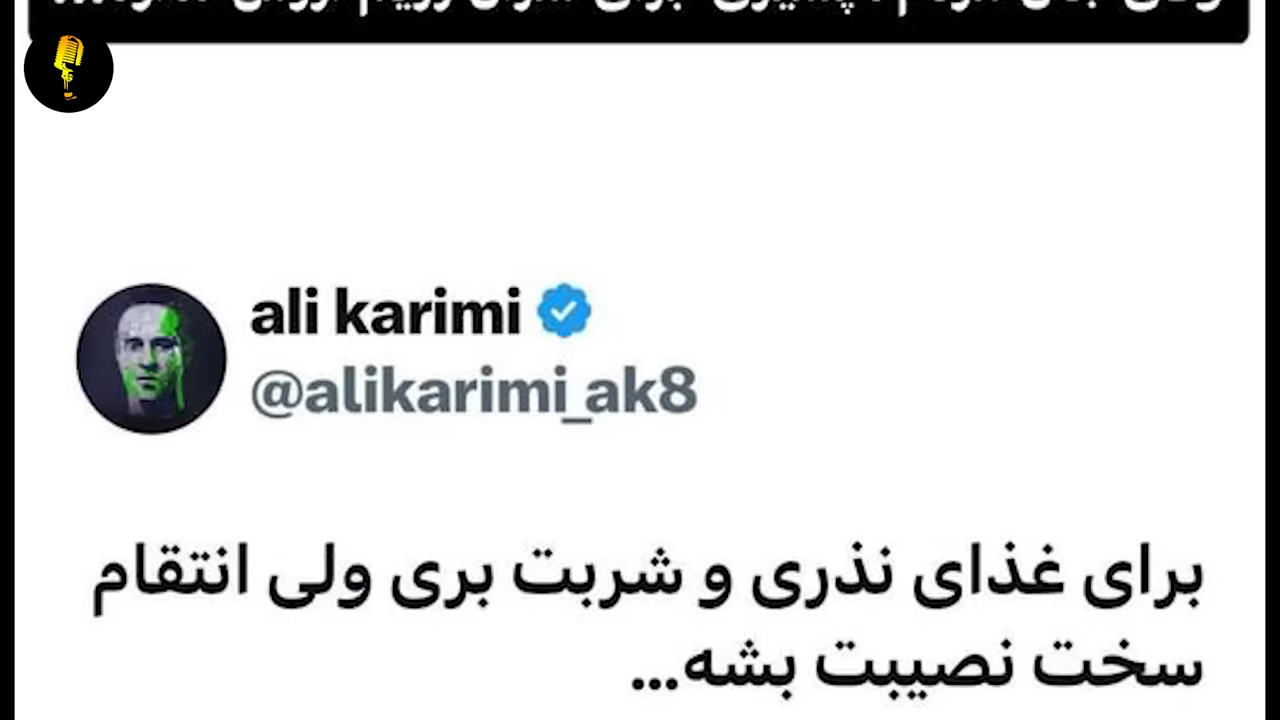 ali karimi
@alikarimi_ak8
برای غذای نذری و شربت بری ولی انتقام
سخت نصیبت بشه...